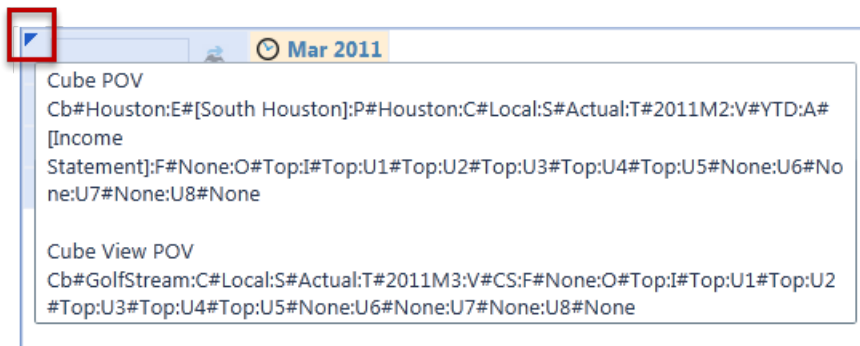 Mar 2011
Cube POV
Cb#Houston:E#[South Houston]:P#Houston:C#Local:S#Actual:T#2011M2:V#YTD:A#
[Income
Statement]:F#None:O#Top:I#Top:U1#Top:U2#Top:U3#Top:U4#Top:U5#None:U6#No
ne:U7#None:U8#None
Cube View POV
Cb#GolfStream:C#Local:S#Actual:T#2011M3:V#CS:F#None:O#Top:I#Top:U1#Top:U2
#Top:U3#Top:U4#Top:U5#None:U6#None:U7#None:U8#None